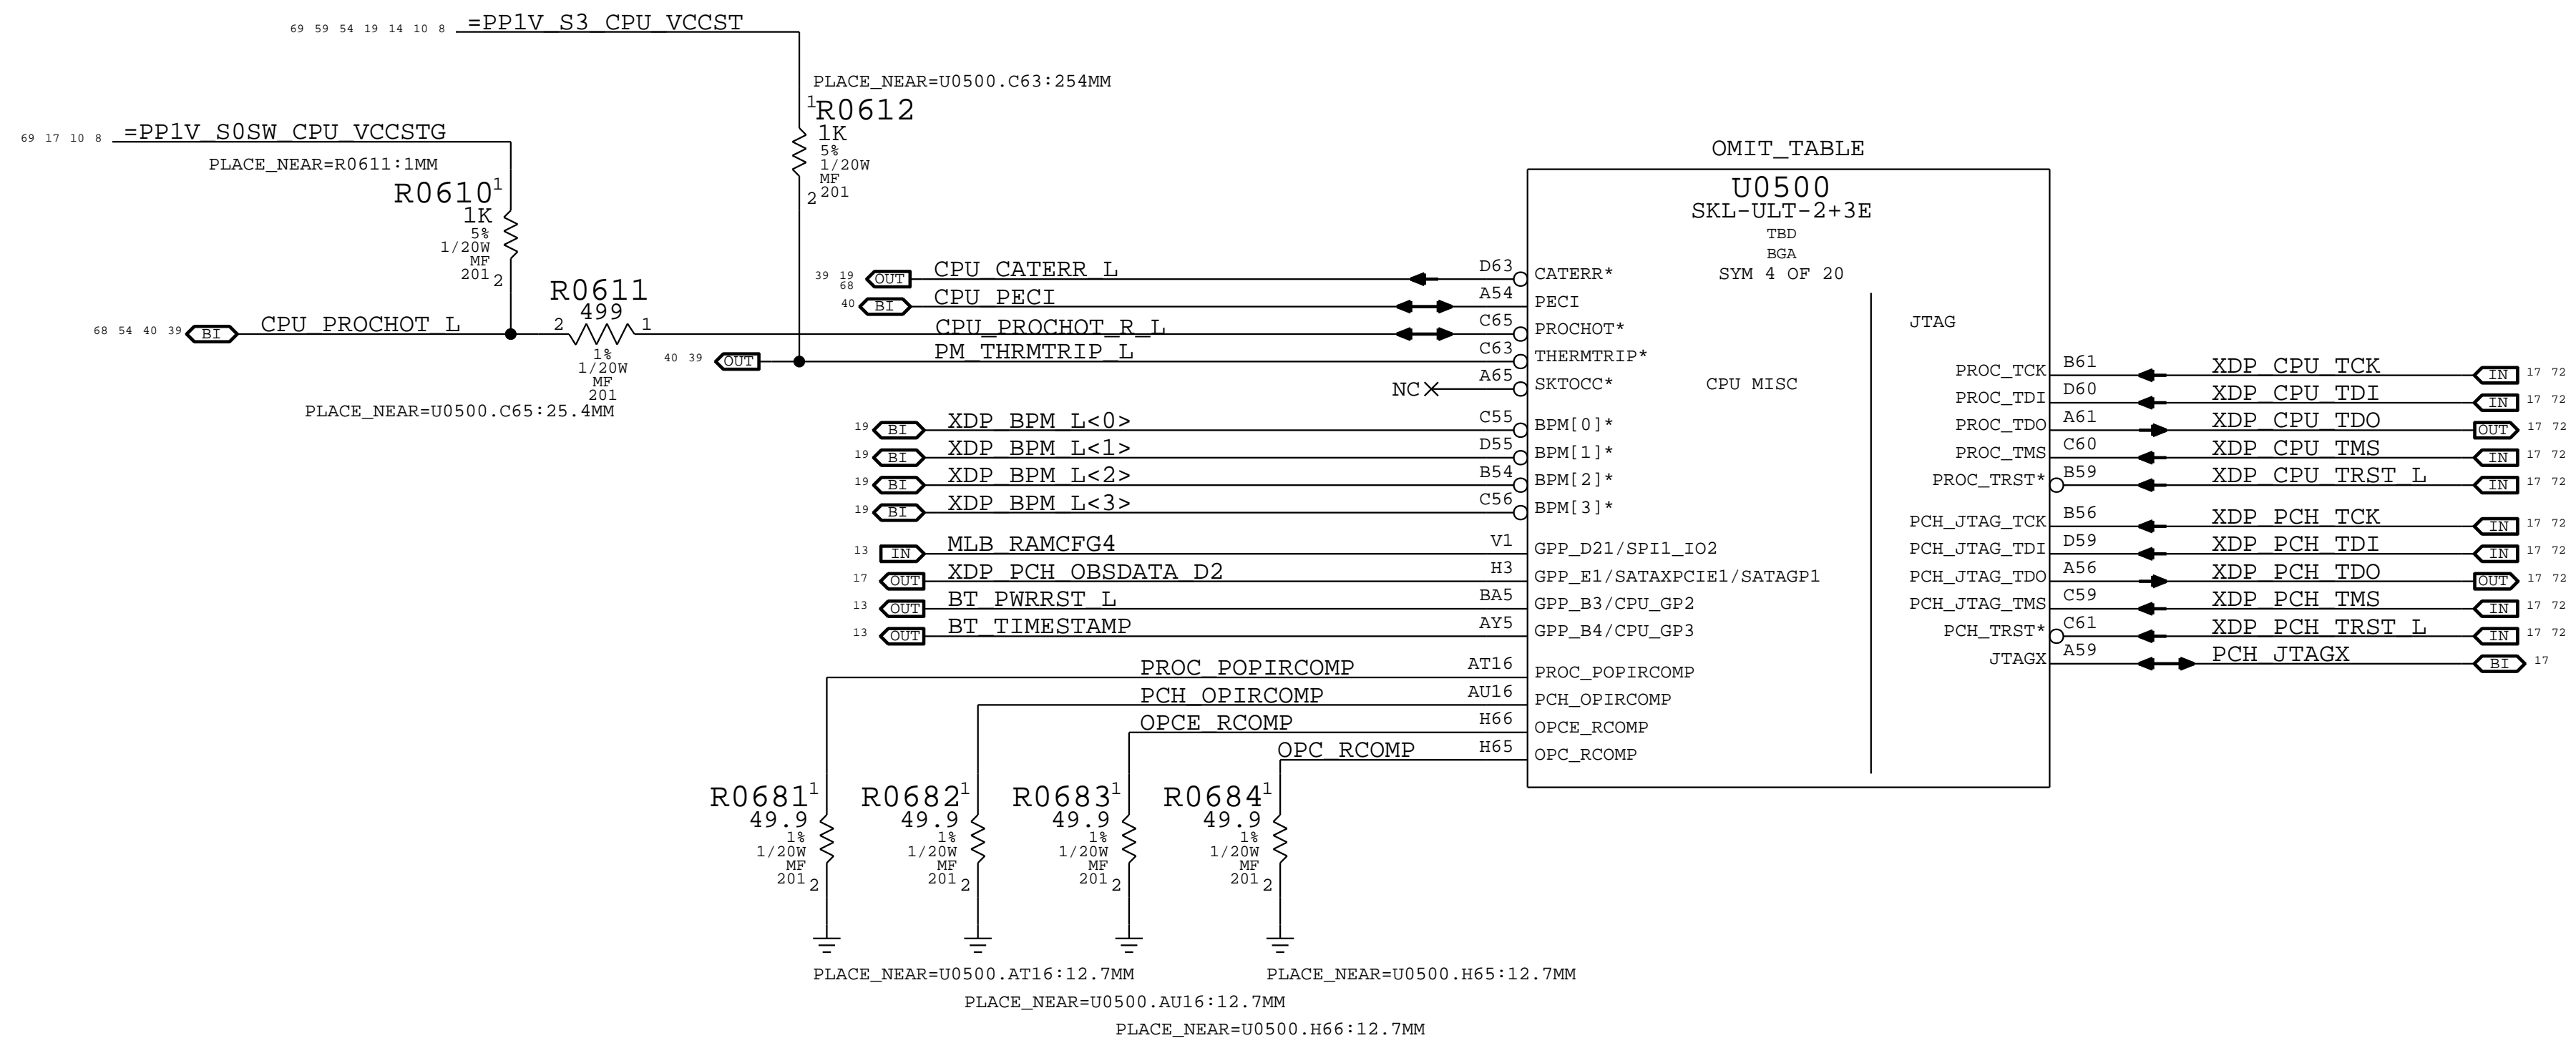 69 59 54 19 14 10 8 =PP1V_S3_CPU_VCCST
PLACE_NEAR=U0500.C63:254MM
1 R0612
1K
5%
1/20W
MF
2 201
69 17 10 8 =PP1V_S0SW_CPU_VCCSTG
PLACE_NEAR=R0611:1MM
R0610 1
1K
5%
1/20W
MF
201 2
R0611
499
2 1
1%
1/20W
MF
201
PLACE_NEAR=U0500.C65:25.4MM
68 54 40 39 BI CPU_PROCHOT_L
OMIT_TABLE
U0500
SKL-ULT-2+3E
TBD
BGA
SYM 4 OF 20
CPU MISC
JTAG
39 19 68 OUT CPU_CATERR_L D63 CATERR*
40 BI CPU_PECI A54 PECI
CPU_PROCHOT_R_L C65 PROCHOT*
40 39 OUT PM_THRMTRIP_L C63 THERMTRIP*
NC A65 SKTOCC*
19 BI XDP_BPM_L<0> C55 BPM[0]*
19 BI XDP_BPM_L<1> D55 BPM[1]*
19 BI XDP_BPM_L<2> B54 BPM[2]*
19 BI XDP_BPM_L<3> C56 BPM[3]*
13 IN MLB_RAMCFG4 V1 GPP_D21/SPI1_IO2
17 OUT XDP_PCH_OBSDATA_D2 H3 GPP_E1/SATAXPCIE1/SATAGP1
13 OUT BT_PWRRST_L BA5 GPP_B3/CPU_GP2
13 OUT BT_TIMESTAMP AY5 GPP_B4/CPU_GP3
PROC_POPIRCOMP AT16 PROC_POPIRCOMP
PCH_OPIRCOMP AU16 PCH_OPIRCOMP
OPCE_RCOMP H66 OPCE_RCOMP
OPC_RCOMP H65 OPC_RCOMP
PROC_TCK B61 XDP_CPU_TCK IN 17 72
PROC_TDI D60 XDP_CPU_TDI IN 17 72
PROC_TDO A61 XDP_CPU_TDO OUT 17 72
PROC_TMS C60 XDP_CPU_TMS IN 17 72
PROC_TRST* B59 XDP_CPU_TRST_L IN 17 72
PCH_JTAG_TCK B56 XDP_PCH_TCK IN 17 72
PCH_JTAG_TDI D59 XDP_PCH_TDI IN 17 72
PCH_JTAG_TDO A56 XDP_PCH_TDO OUT 17 72
PCH_JTAG_TMS C59 XDP_PCH_TMS IN 17 72
PCH_TRST* C61 XDP_PCH_TRST_L IN 17 72
JTAGX A59 PCH_JTAGX BI 17
R0681 1
49.9
1%
1/20W
MF
201 2
R0682 1
49.9
1%
1/20W
MF
201 2
R0683 1
49.9
1%
1/20W
MF
201 2
R0684 1
49.9
1%
1/20W
MF
201 2
PLACE_NEAR=U0500.AT16:12.7MM
PLACE_NEAR=U0500.H65:12.7MM
PLACE_NEAR=U0500.AU16:12.7MM
PLACE_NEAR=U0500.H66:12.7MM